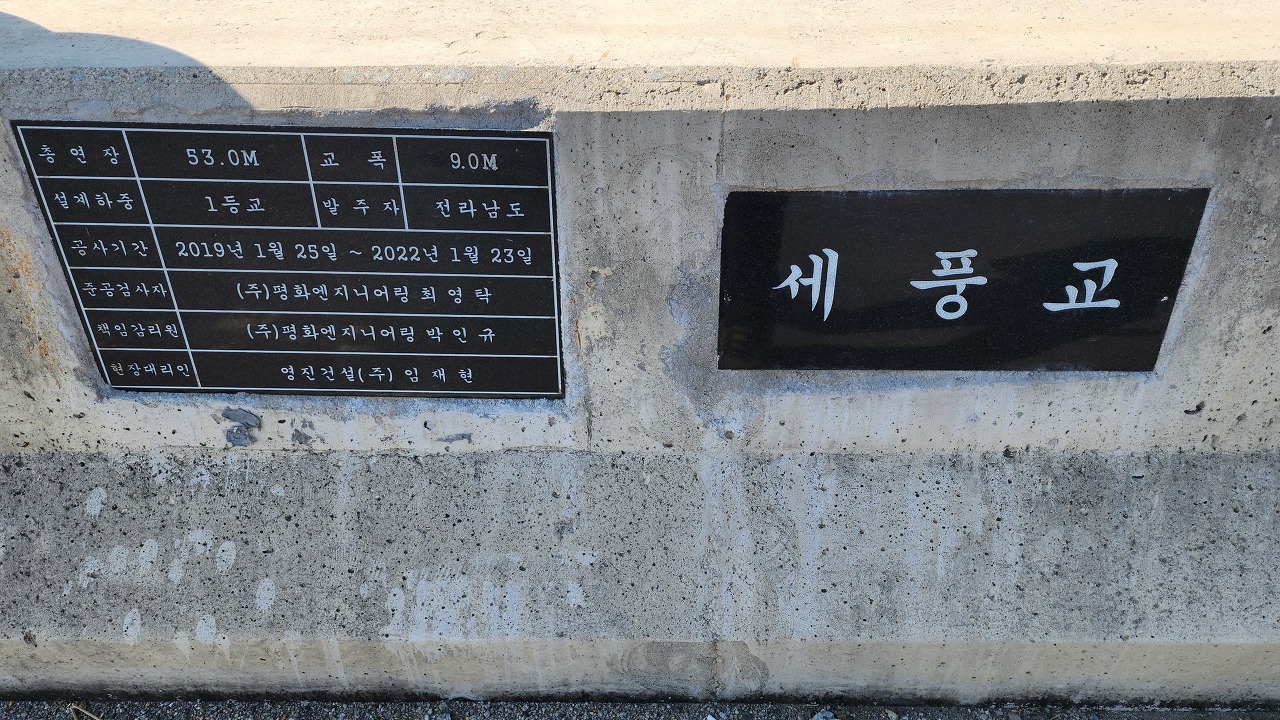 총 연 장 53.0M 교 폭 9.0M
설계하중 1등교 발 주 자 전라남도
공사기간 2019년 1월 25일 ~ 2022년 1월 23일
준공검사자 (주)평화엔지니어링 최 영 탁
책임감리원 (주)평화엔지니어링 박 인 규
현장대리인 영진건설(주) 임 재 현
세 풍 교